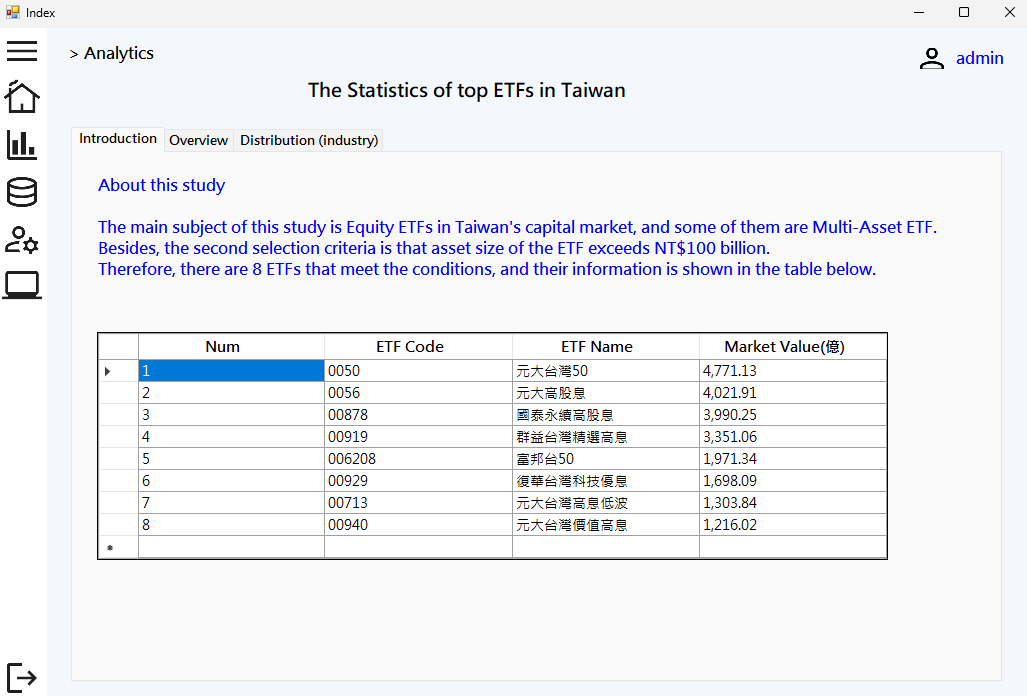 Index
> Analytics
admin
The Statistics of top ETFs in Taiwan
Introduction Overview Distribution (industry)
About this study
The main subject of this study is Equity ETFs in Taiwan's capital market, and some of them are Multi-Asset ETF.
Besides, the second selection criteria is that asset size of the ETF exceeds NT$100 billion.
Therefore, there are 8 ETFs that meet the conditions, and their information is shown in the table below.
Num ETF Code ETF Name Market Value(億)
1 0050 元大台灣50 4,771.13
2 0056 元大高股息 4,021.91
3 00878 國泰永續高股息 3,990.25
4 00919 群益台灣精選高息 3,351.06
5 006208 富邦台50 1,971.34
6 00929 復華台灣科技優息 1,698.09
7 00713 元大台灣高息低波 1,303.84
8 00940 元大台灣價值高息 1,216.02